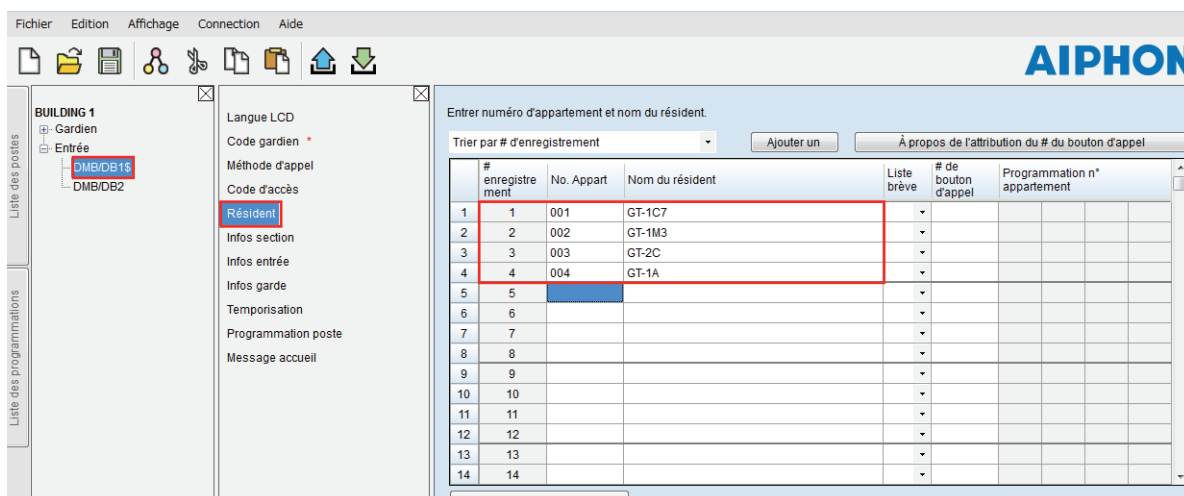 Fichier Edition Affichage Connection Aide
AIPHON
Liste des postes
Liste des programmations
BUILDING 1
Gardien
Entrée
DMB/DB1$
DMB/DB2
Langue LCD
Code gardien *
Méthode d'appel
Code d'accès
Résident
Infos section
Infos entrée
Infos garde
Temporisation
Programmation poste
Message accueil
Entrer numéro d'appartement et nom du résident.
Trier par # d'enregistrement Ajouter un À propos de l'attribution du # du bouton d'appel
# enregistre ment No. Appart Nom du résident Liste brève # de bouton d'appel Programmation n° appartement
1 1 001 GT-1C7
2 2 002 GT-1M3
3 3 003 GT-2C
4 4 004 GT-1A
5 5
6 6
7 7
8 8
9 9
10 10
11 11
12 12
13 13
14 14